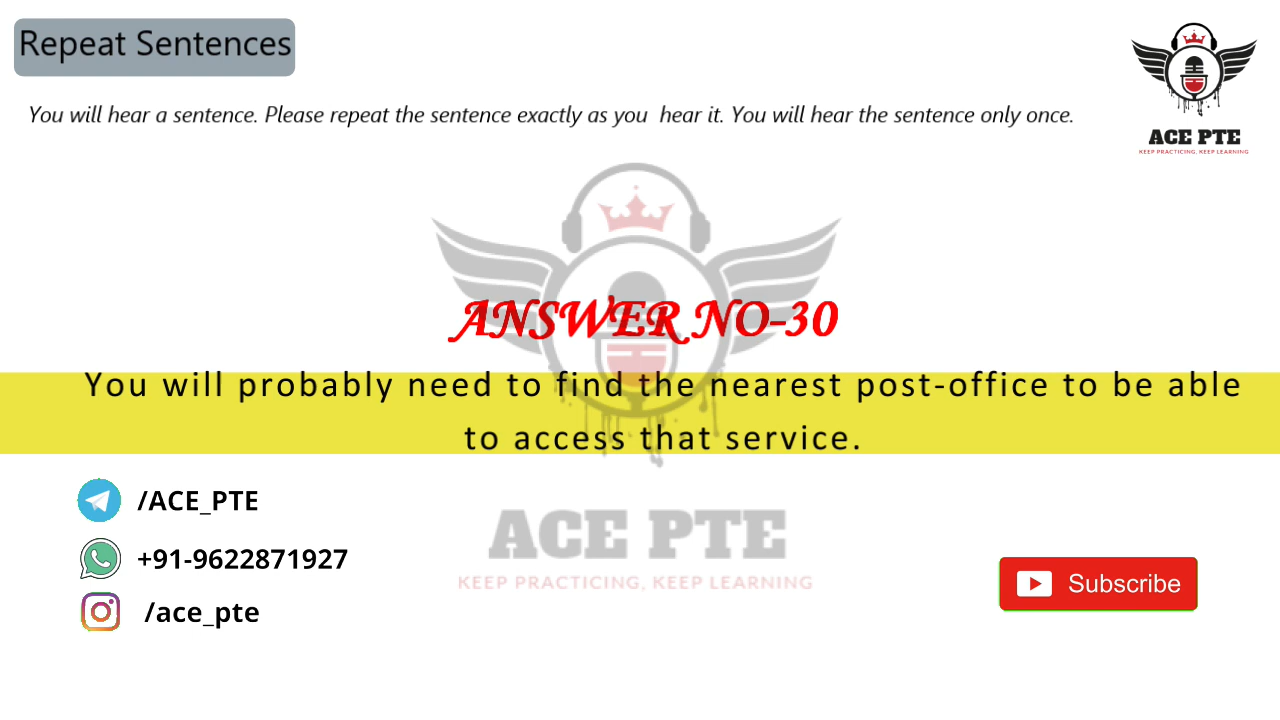 Repeat Sentences
You will hear a sentence. Please repeat the sentence exactly as you hear it. You will hear the sentence only once.
ACE PTE
KEEP PRACTICING, KEEP LEARNING
ANSWER NO-30
You will probably need to find the nearest post-office to be able
to access that service.
/ACE_PTE
+91-9622871927
/ace_pte
ACE PTE
KEEP PRACTICING, KEEP LEARNING
Subscribe